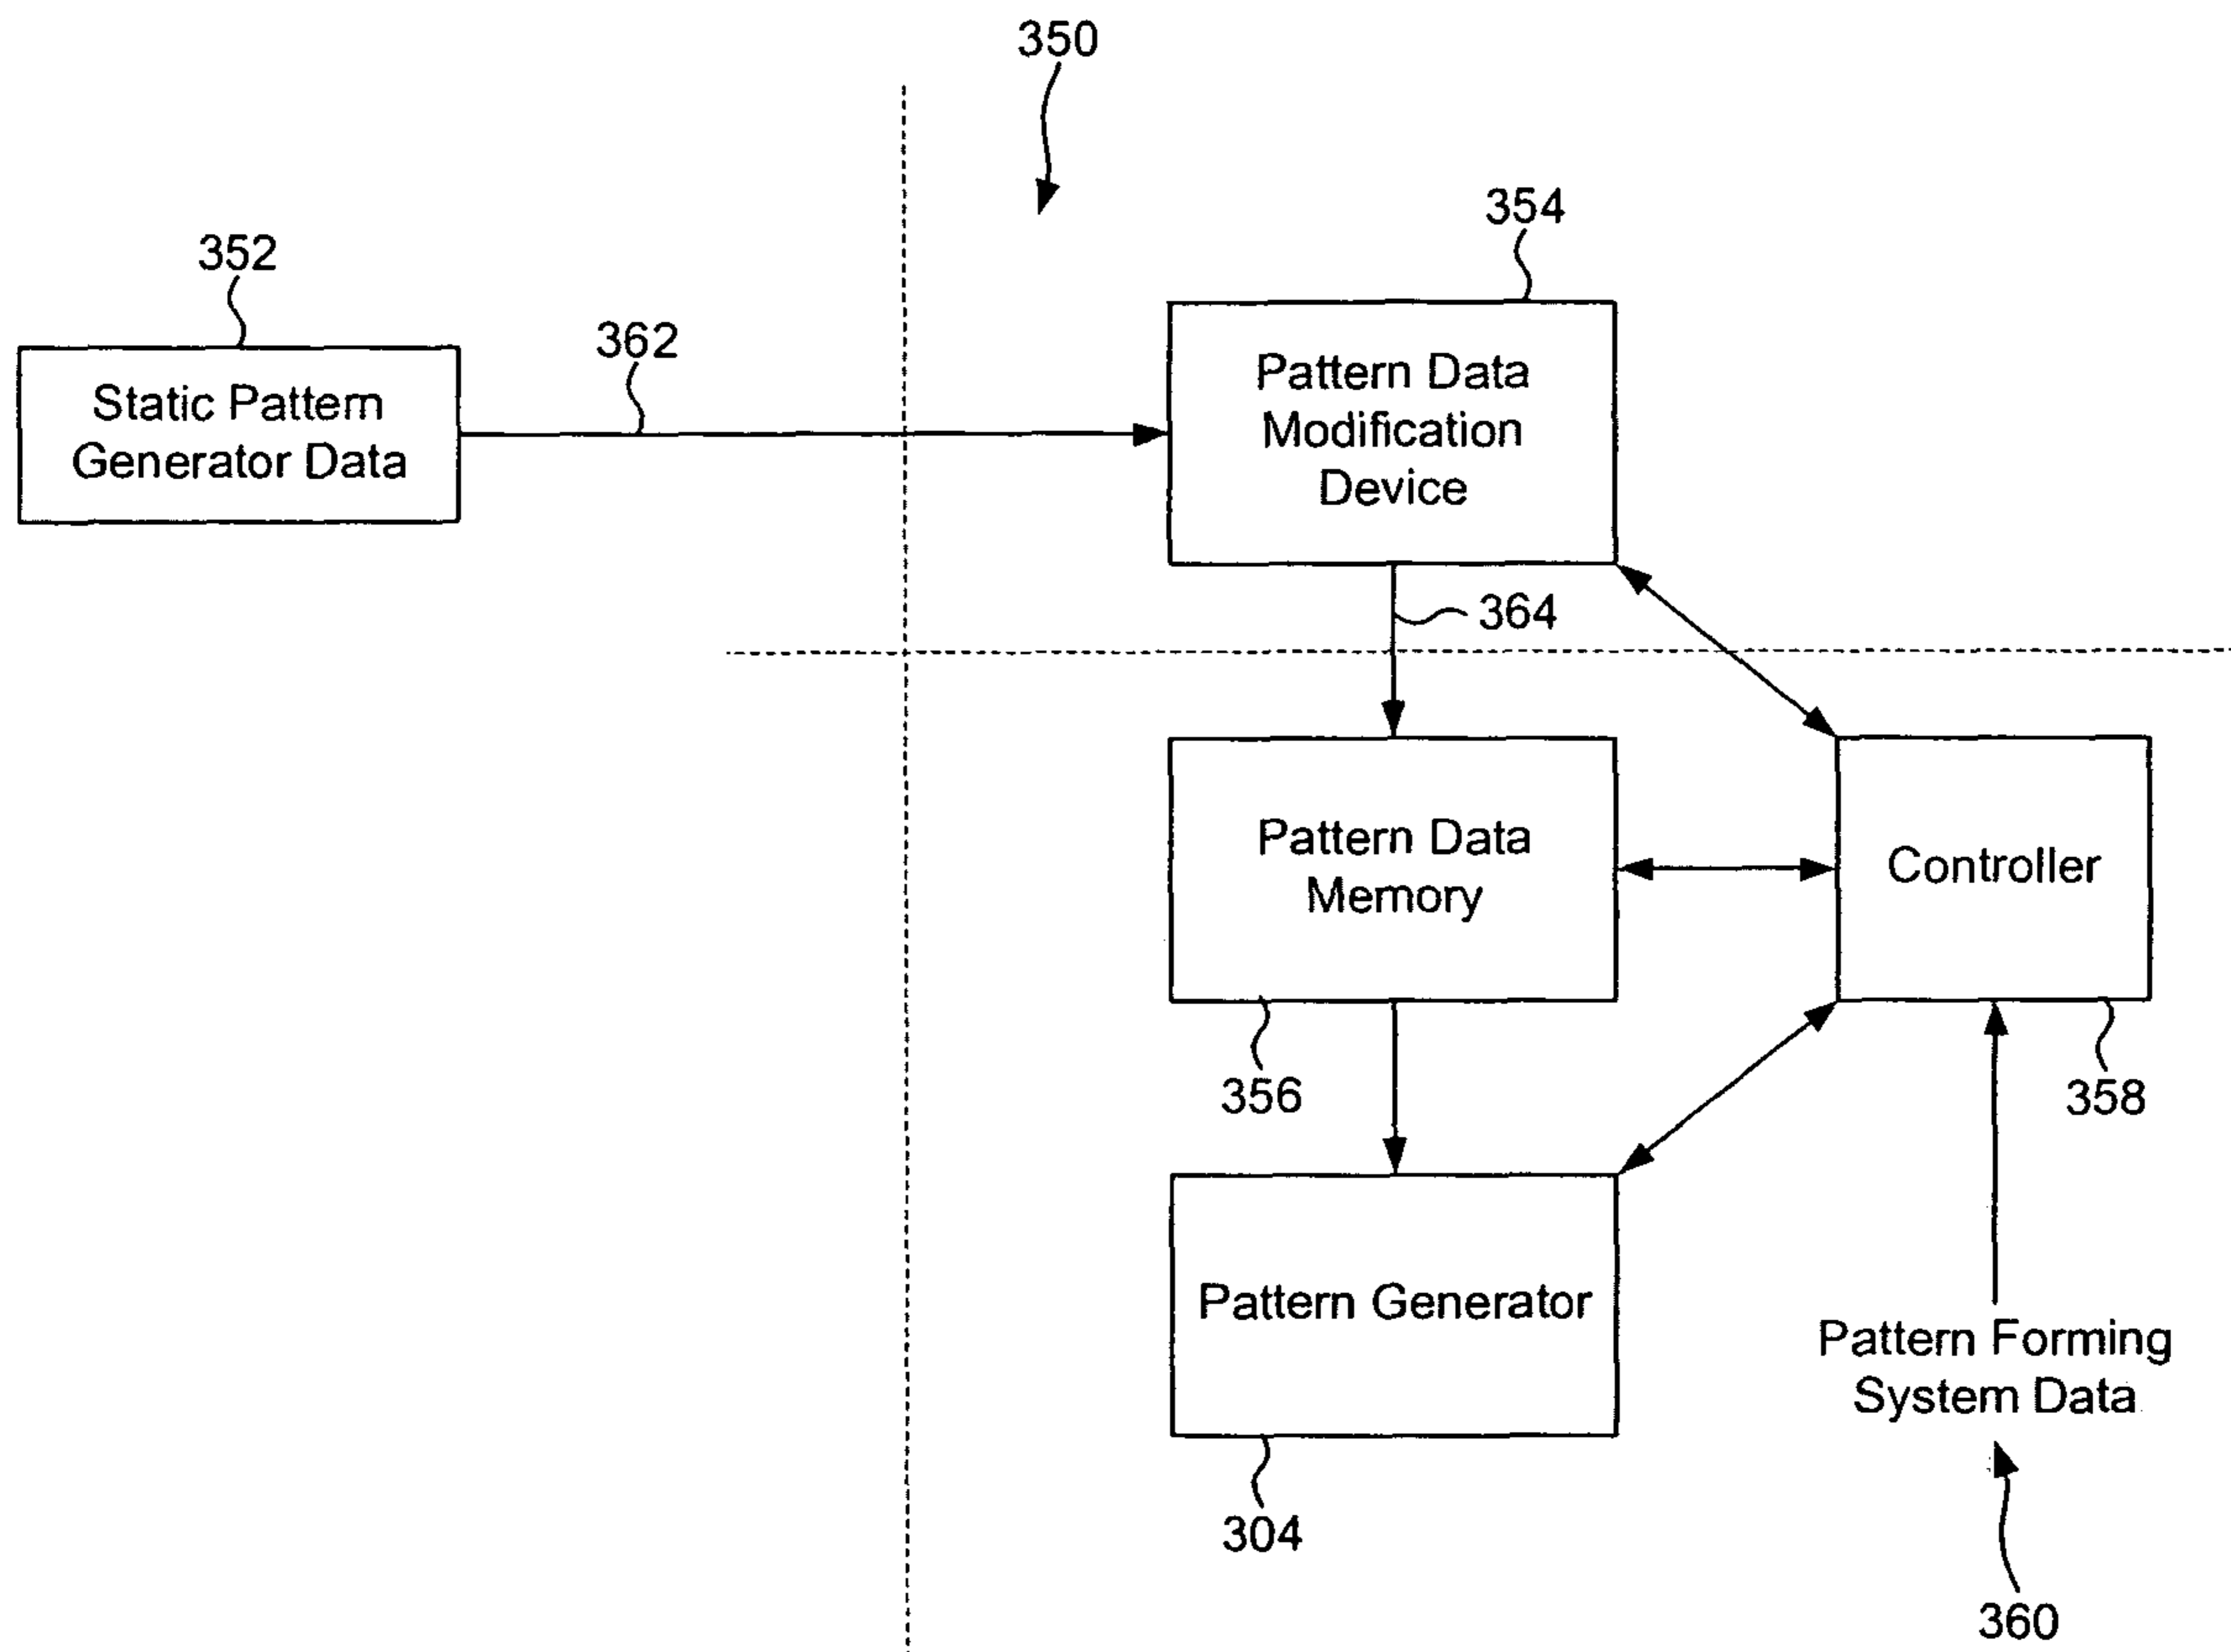 350
354
352
362
Static Pattern
Generator Data
Pattern Data
Modification
Device
364
Pattern Data
Memory
Controller
356
358
Pattern Generator
Pattern Forming
System Data
304
360